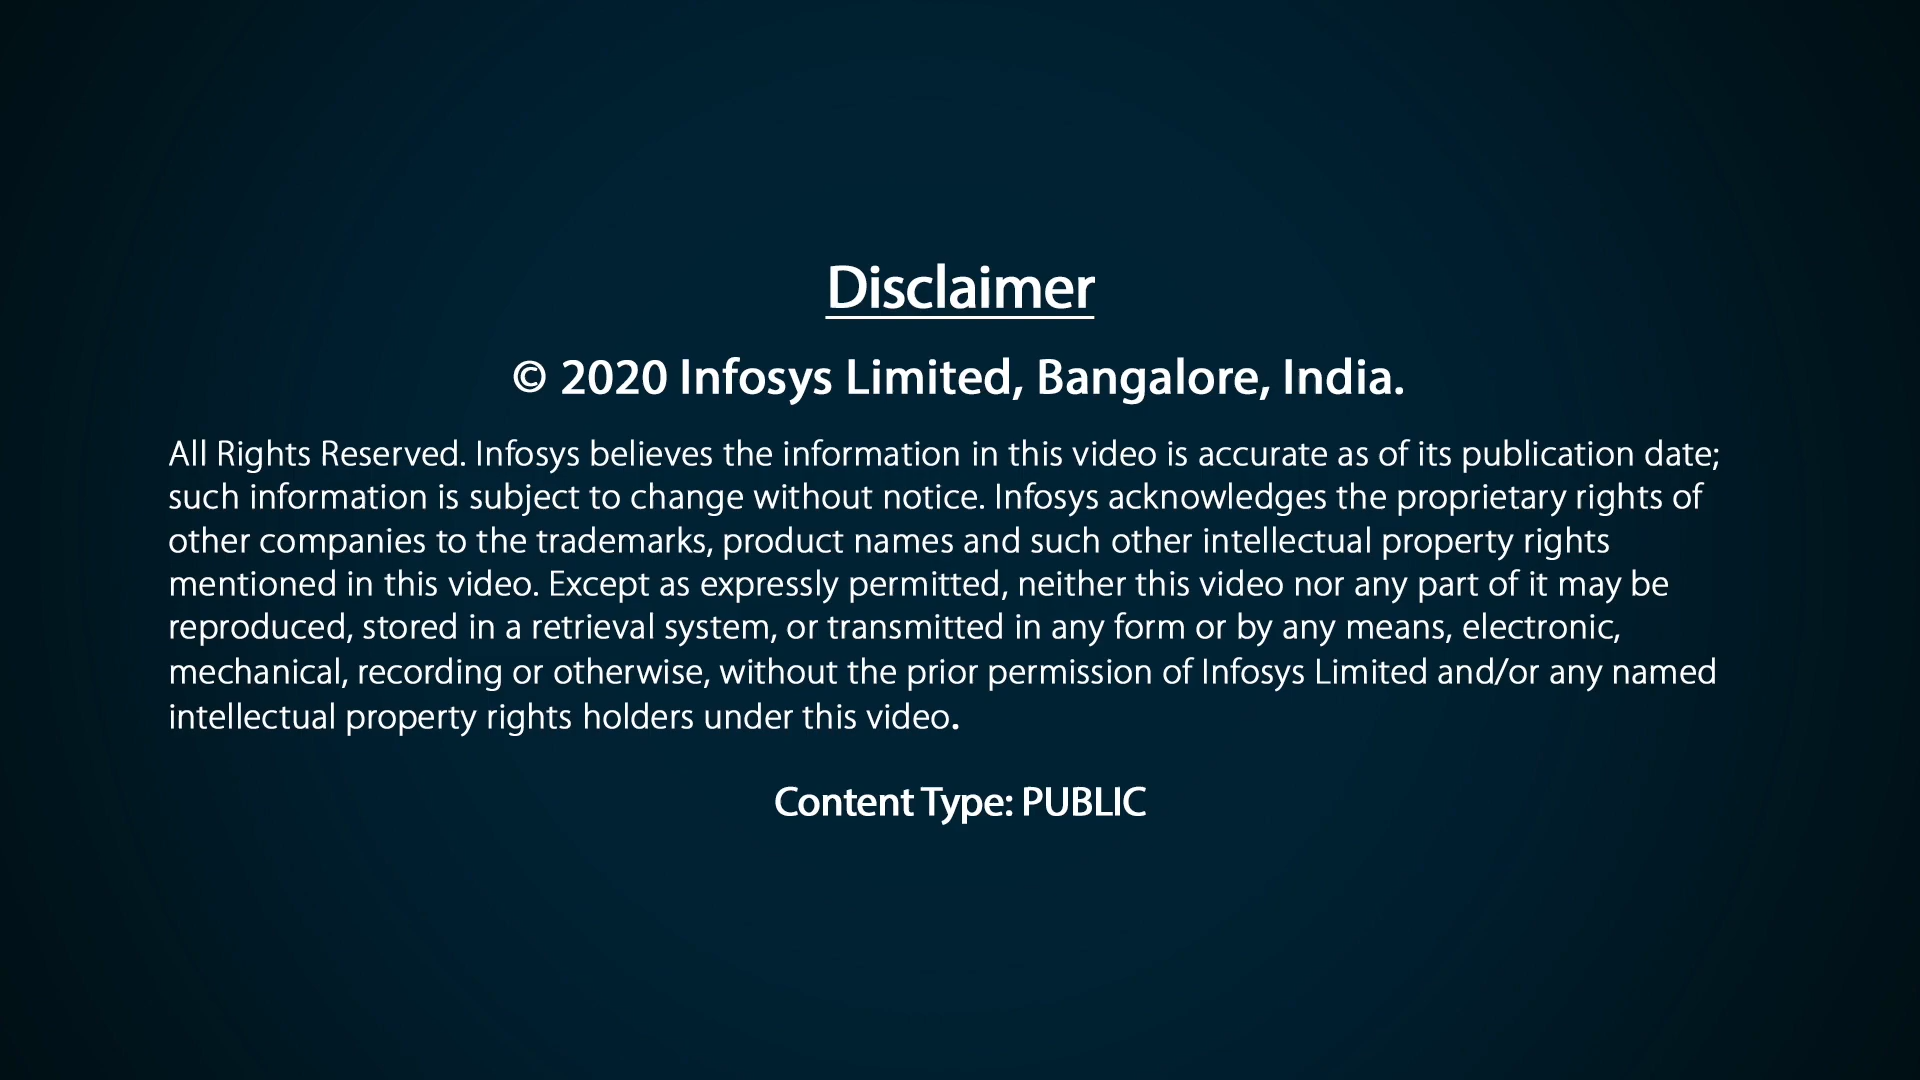 Disclaimer
© 2020 Infosys Limited, Bangalore, India.
All Rights Reserved. Infosys believes the information in this video is accurate as of its publication date;
such information is subject to change without notice. Infosys acknowledges the proprietary rights of
other companies to the trademarks, product names and such other intellectual property rights
mentioned in this video. Except as expressly permitted, neither this video nor any part of it may be
reproduced, stored in a retrieval system, or transmitted in any form or by any means, electronic,
mechanical, recording or otherwise, without the prior permission of Infosys Limited and/or any named
intellectual property rights holders under this video.
Content Type: PUBLIC